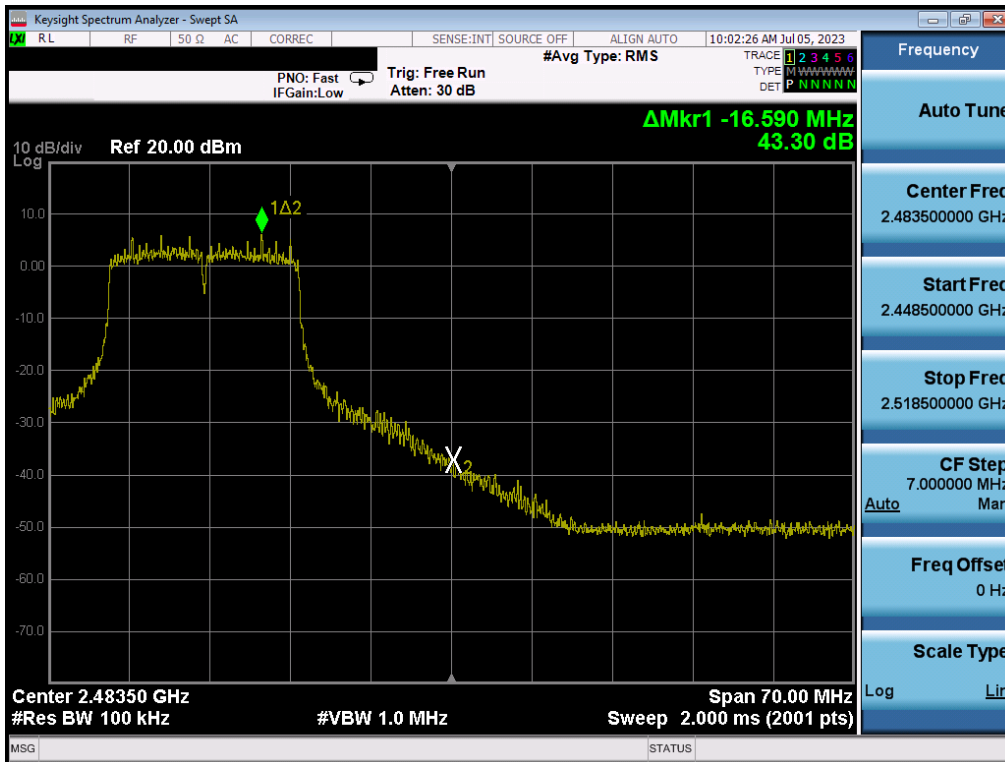 Keysight Spectrum Analyzer - Swept SA
LXI RL RF 50 Ω AC CORREC SENSE:INT SOURCE OFF ALIGN AUTO 10:02:26 AM Jul 05, 2023
#Avg Type: RMS
TRACE 1 2 3 4 5 6
PNO: Fast Trig: Free Run
TYPE M WWWWW
IFGain:Low Atten: 30 dB
DET P N N N N N
ΔMkr1 -16.590 MHz
43.30 dB
10 dB/div Ref 20.00 dBm
Log
1Δ2
10.0
0.00
-10.0
-20.0
-30.0
X2
-40.0
-50.0
-60.0
-70.0
Center 2.48350 GHz Span 70.00 MHz
#Res BW 100 kHz #VBW 1.0 MHz Sweep 2.000 ms (2001 pts)
MSG STATUS
Frequency
Auto Tune
Center Freq
2.483500000 GHz
Start Freq
2.448500000 GHz
Stop Freq
2.518500000 GHz
CF Step
7.000000 MHz
Auto Man
Freq Offset
0 Hz
Scale Type
Log Lin